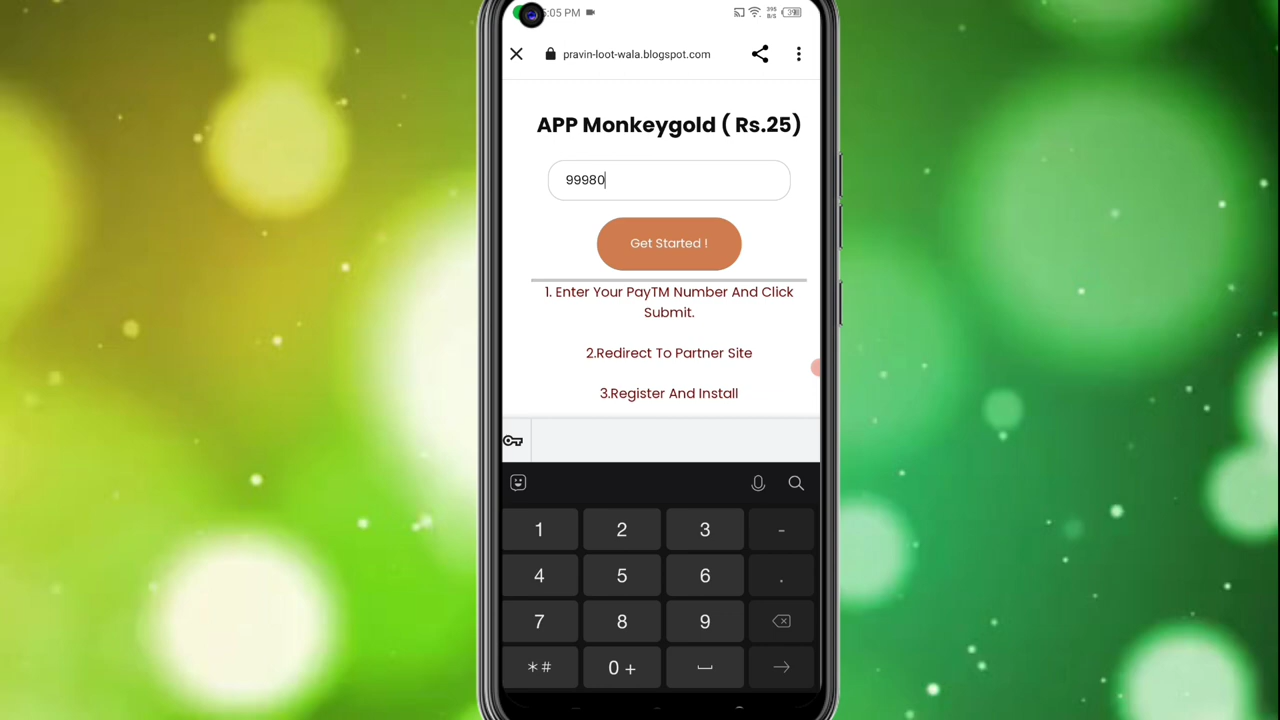 5:05 PM
395 B/S
39
pravin-loot-wala.blogspot.com
APP Monkeygold ( Rs.25)
99980
Get Started !
1. Enter Your PayTM Number And Click
Submit.
2.Redirect To Partner Site
3.Register And Install
1 2 3 -
4 5 6 .
7 8 9
*# 0 +